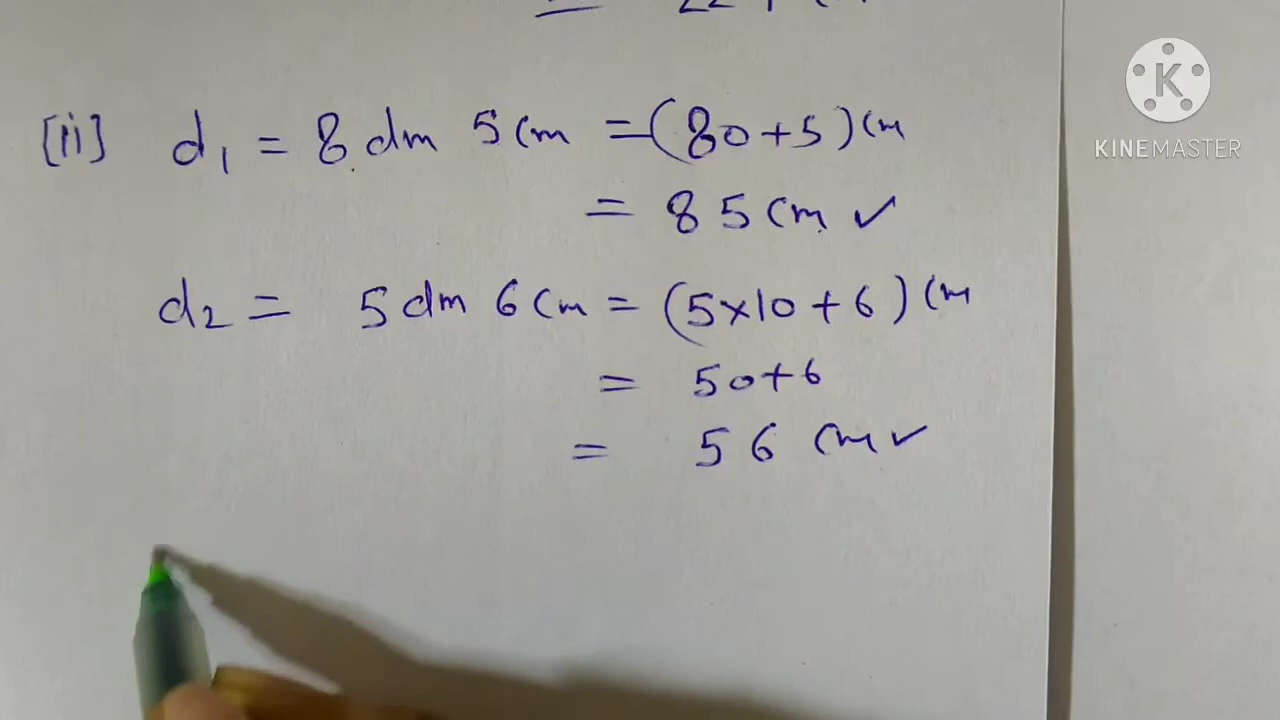 [ii] d₁ = 8 dm 5 cm = (80+5) cm
= 85 cm ✓
d₂ = 5 dm 6 cm = (5×10 + 6) cm
= 50+6
= 56 cm ✓
K
KINEMASTER